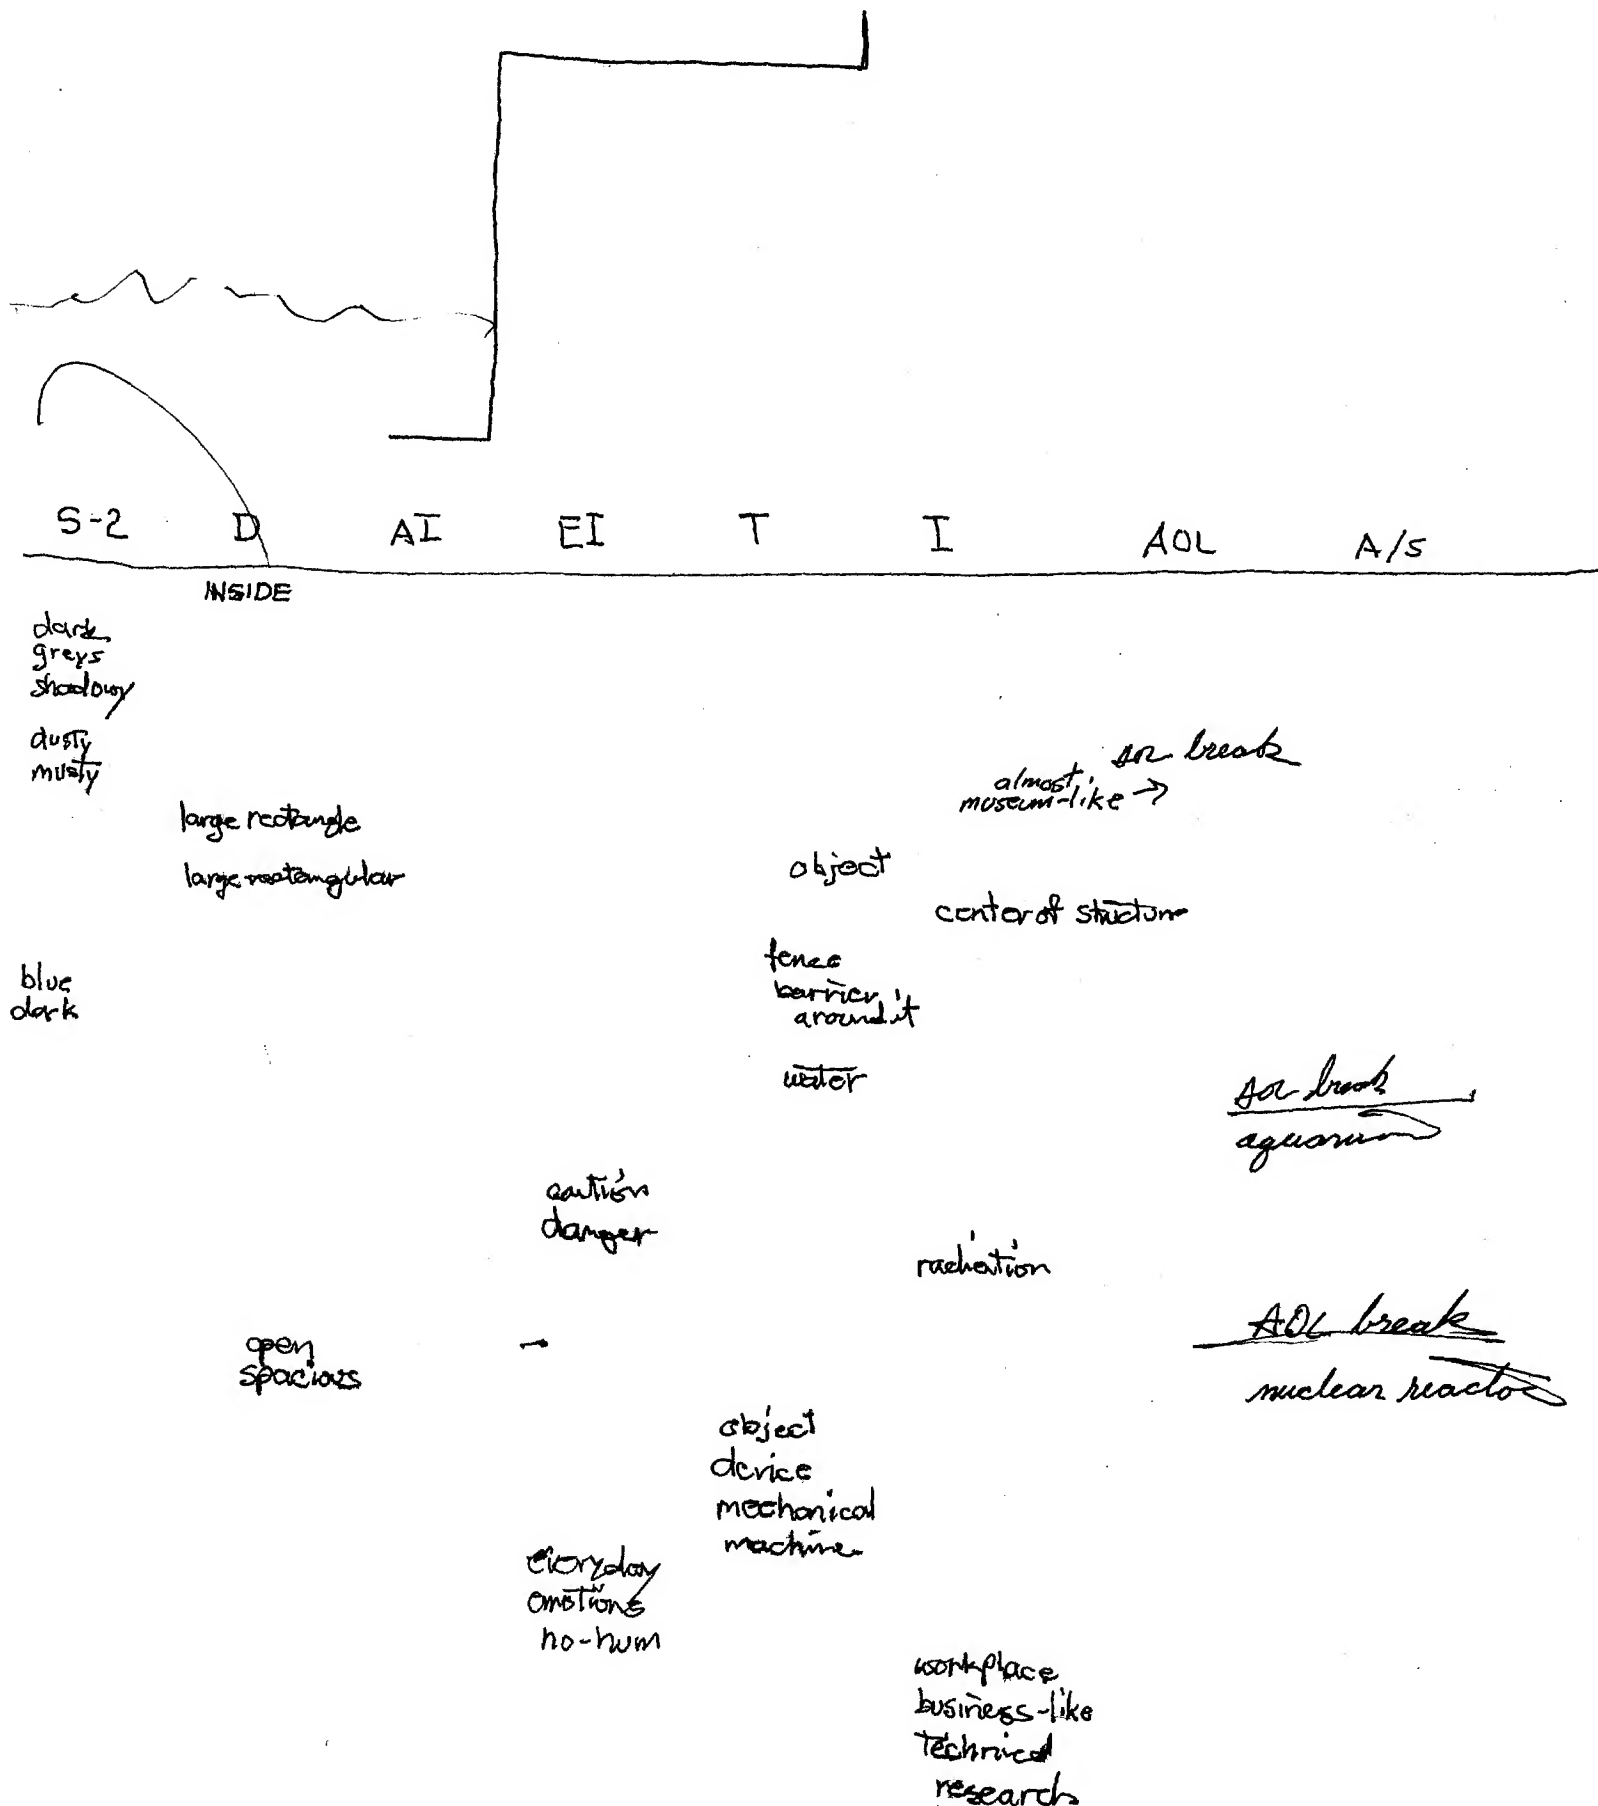 S-2 D AI EI T I AOL A/S
INSIDE
dark
greys
shadowy
dusty
musty
AOL break
almost
museum-like →
large rectangle
large rectangular
object
center of structure
fence
barrier
around it
blue
dark
water
AOL break
aquarium
caution
danger
radiation
AOL break
nuclear reactor
open
spacious
object
device
mechanical
machine
everyday
emotions
ho-hum
workplace
business-like
technical
research